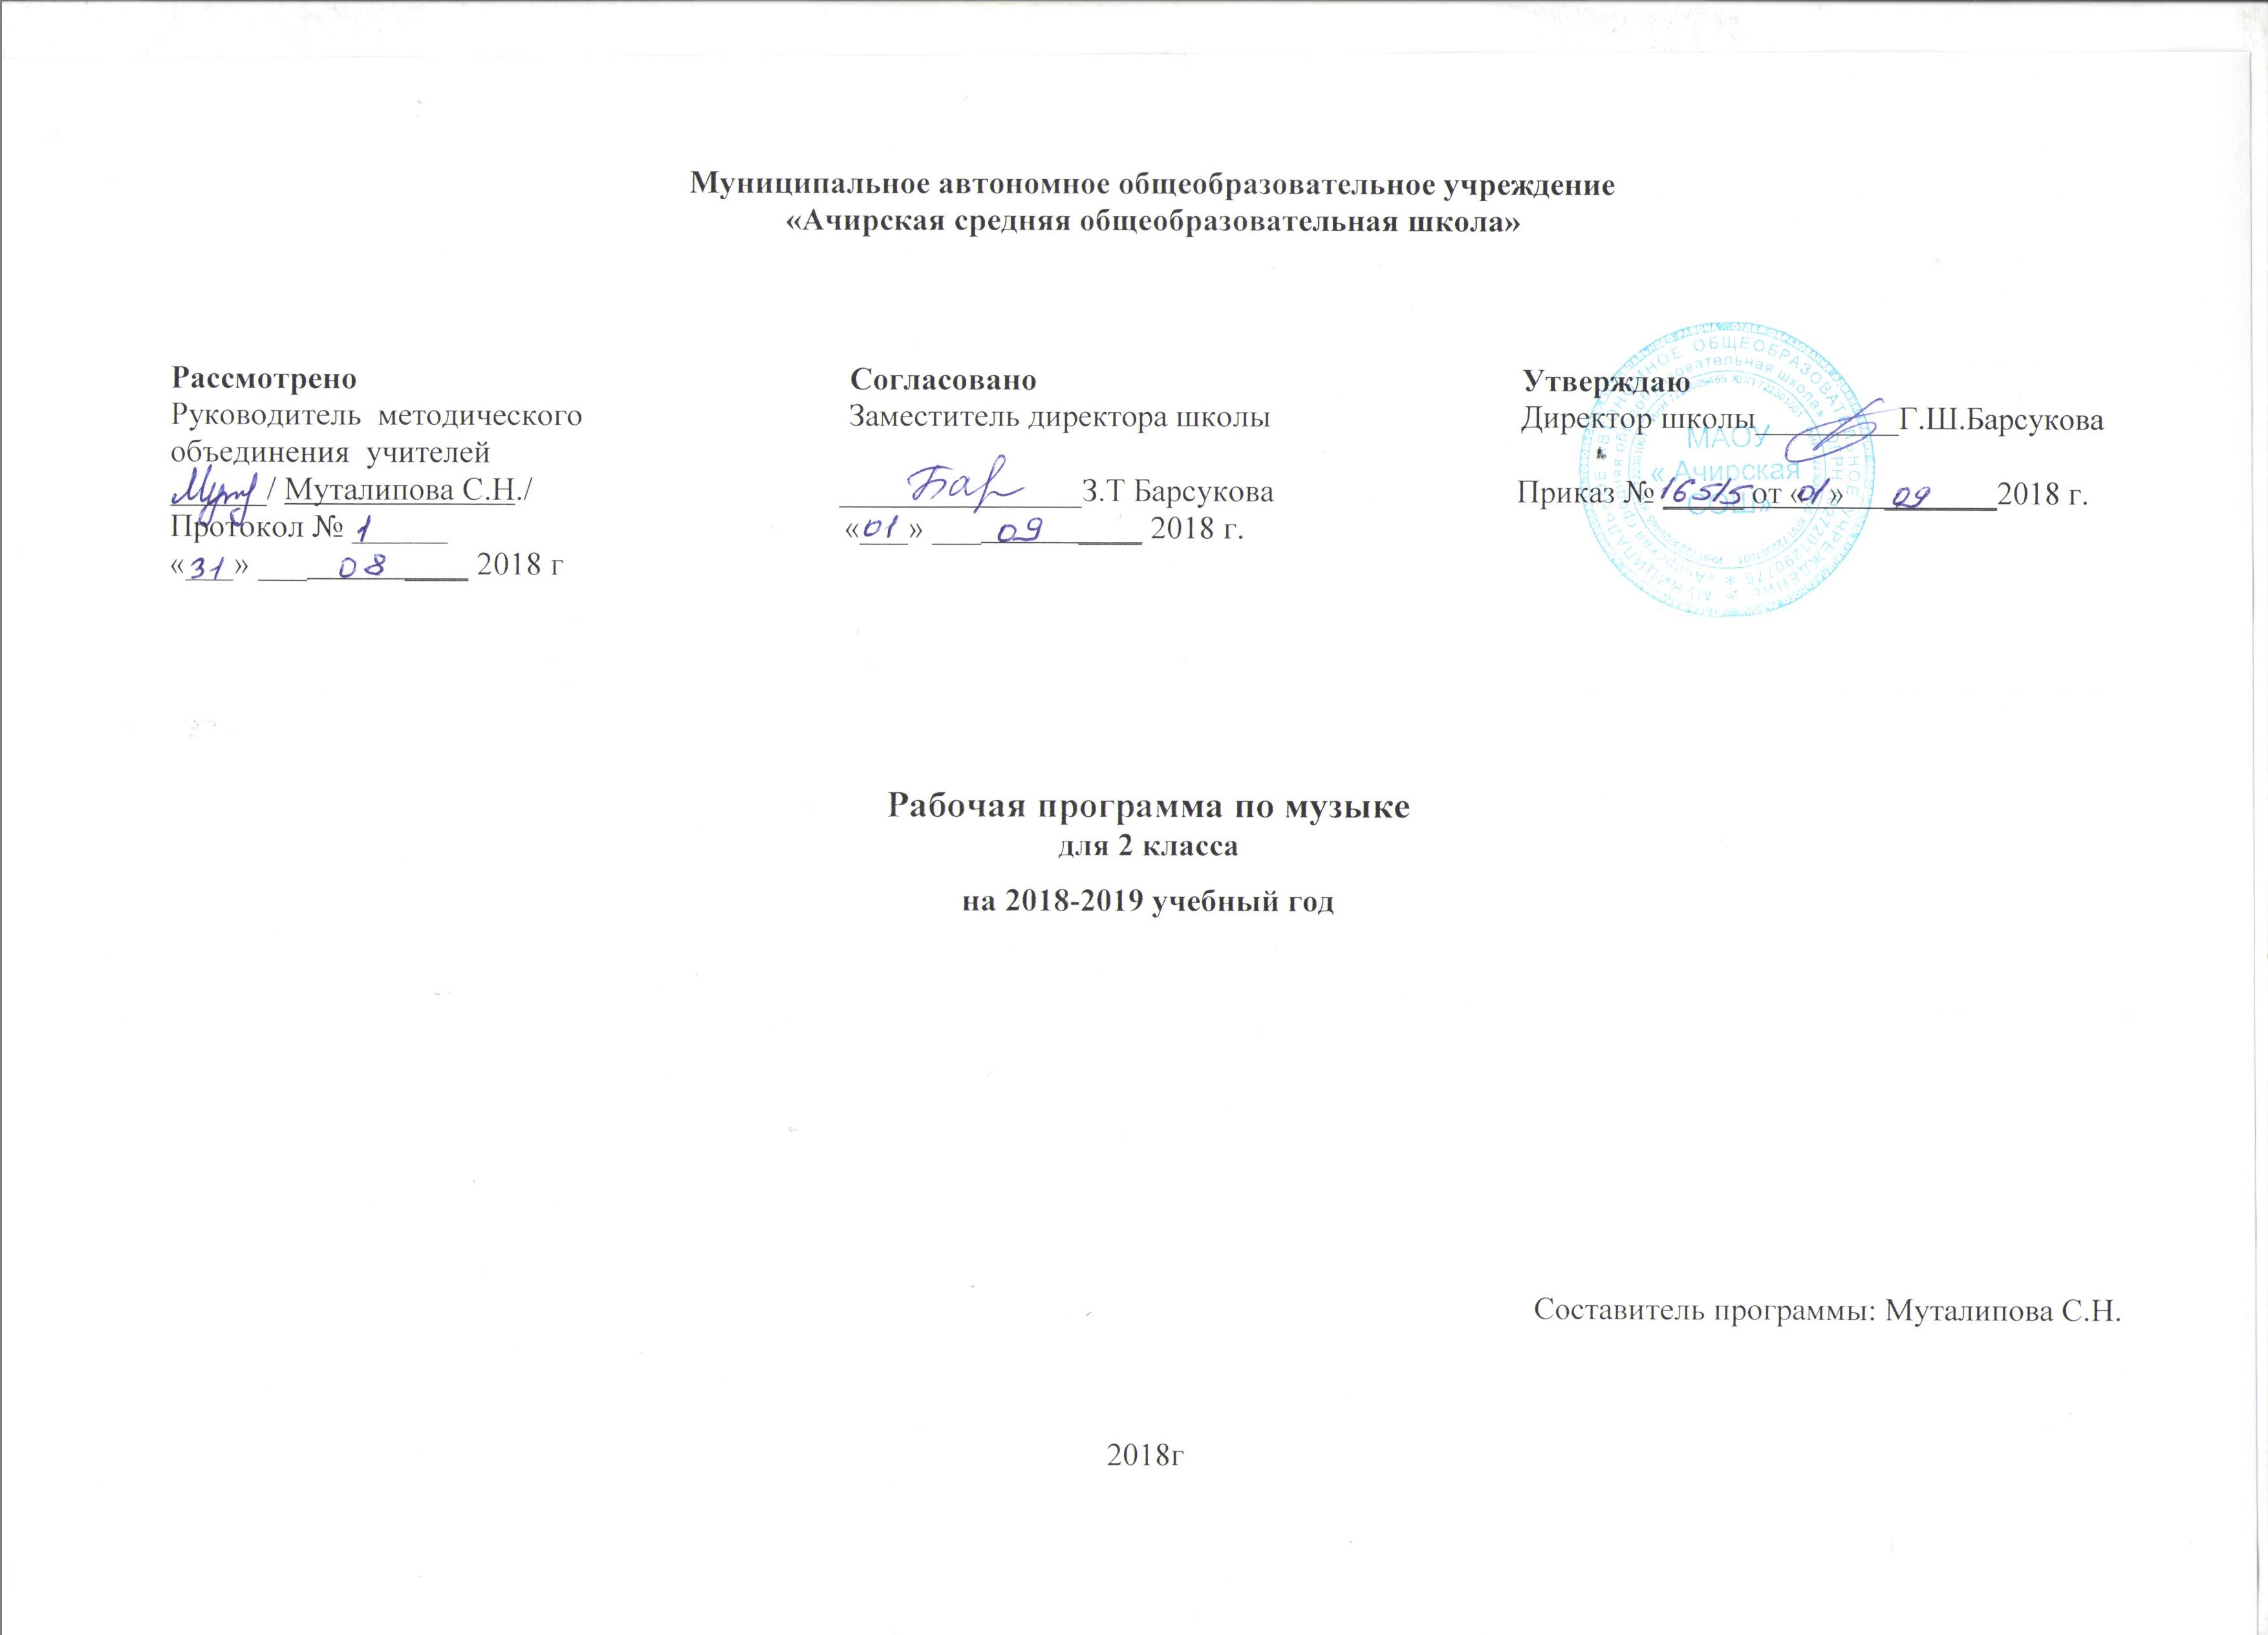 Муниципальное автономное общеобразовательное учреждение
«Ачирская средняя общеобразовательная школа»
Рассмотрено
Руководитель методического
объединения учителей
/ Муталипова С.Н./
Протокол № 1
«31» 08 2018 г
Согласовано
Заместитель директора школы
Бар З.Т Барсукова
«01» 09 2018 г.
Утверждаю
Директор школы Г.Ш.Барсукова
Приказ № 165/5 от «01» 09 2018 г.
МАОУ
« Ачирская
СОШ»
Рабочая программа по музыке
для 2 класса
на 2018-2019 учебный год
Составитель программы: Муталипова С.Н.
2018г